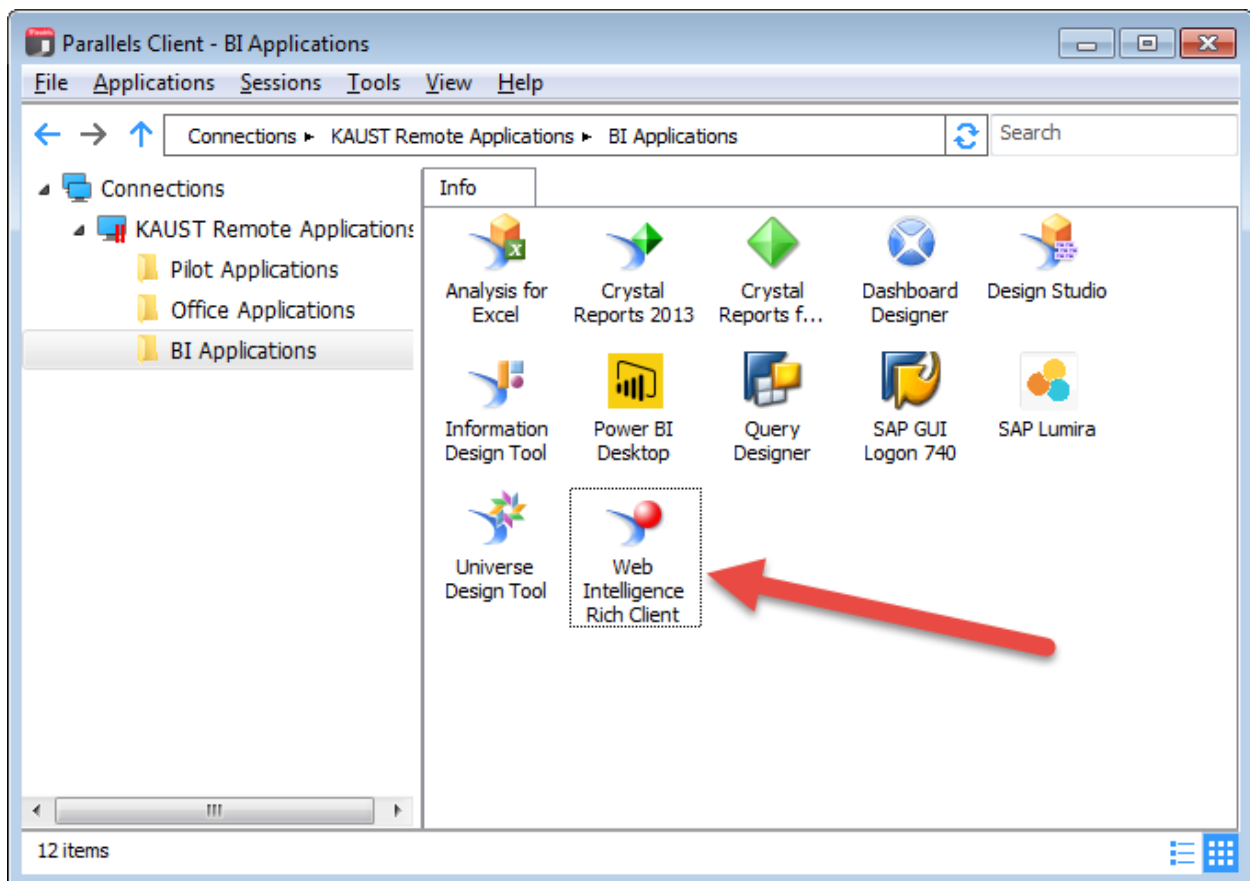 Parallels Client - BI Applications
File Applications Sessions Tools View Help
Connections ▸ KAUST Remote Applications ▸ BI Applications
Search
Connections
KAUST Remote Applications
Pilot Applications
Office Applications
BI Applications
Info
Analysis for
Excel
Crystal
Reports 2013
Crystal
Reports f...
Dashboard
Designer
Design Studio
Information
Design Tool
Power BI
Desktop
Query
Designer
SAP GUI
Logon 740
SAP Lumira
Universe
Design Tool
Web
Intelligence
Rich Client
12 items